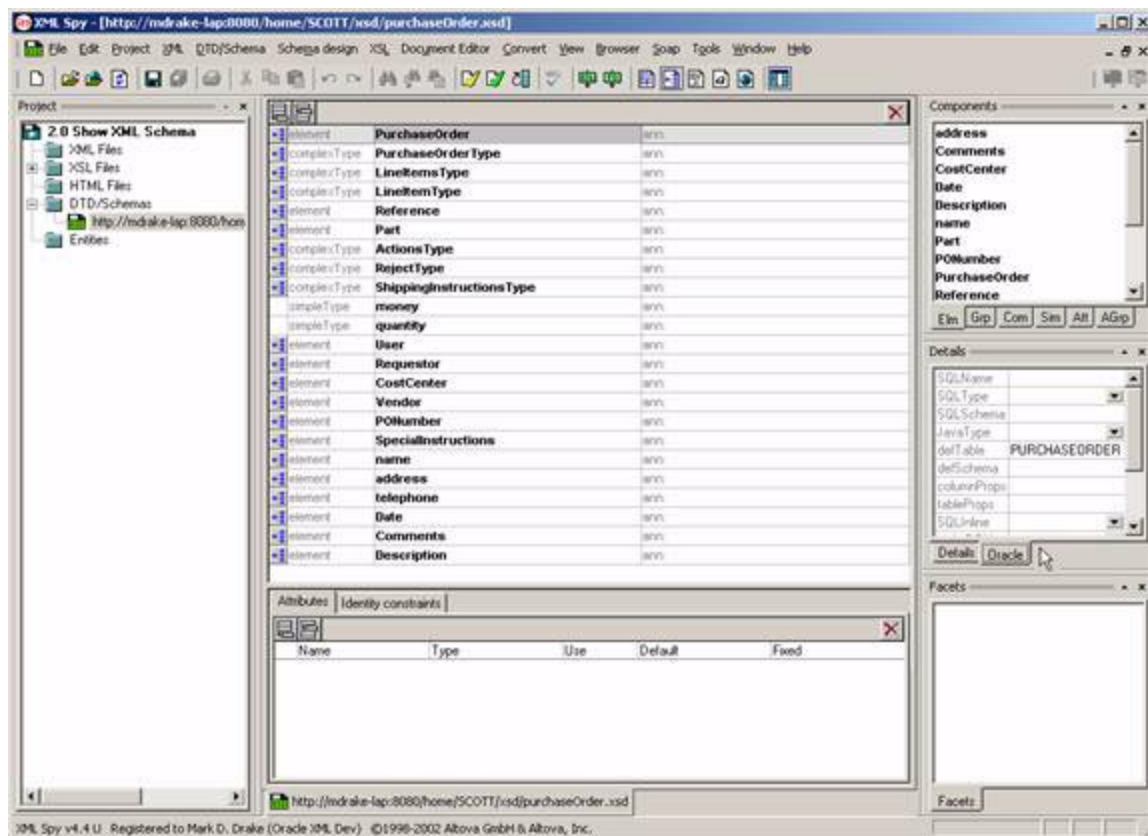 XML Spy - [http://mdrake-lap:8080/home/SCOTT/xsd/purchaseOrder.xsd]
File Edit Project XML DTD/Schema Schema design XSL Document Editor Convert View Browser Soap Tools Window Help
Project
2.0 Show XML Schema
XML Files
XSL Files
HTML Files
DTD/Schemas
http://mdrake-lap:8080/hom
Entities
element PurchaseOrder ann:
complexType PurchaseOrderType ann:
complexType LineItemsType ann:
complexType LineItemType ann:
element Reference ann:
element Part ann:
complexType ActionsType ann:
complexType RejectType ann:
complexType ShippingInstructionsType ann:
simpleType money ann:
simpleType quantity ann:
element User ann:
element Requestor ann:
element CostCenter ann:
element Vendor ann:
element PONumber ann:
element SpecialInstructions ann:
element name ann:
element address ann:
element telephone ann:
element Date ann:
element Comments ann:
element Description ann:
Attributes Identity constraints
Name Type Use Default Fixed
http://mdrake-lap:8080/home/SCOTT/xsd/purchaseOrder.xsd
Components
address
Comments
CostCenter
Date
Description
name
Part
PONumber
PurchaseOrder
Reference
Elm Grp Com Sim Att AGrp
Details
SQLName
SQLType
SQLSchema
JavaType
defTable PURCHASEORDER
defSchema
columnProps
tableProps
SQLInline
Details Oracle
Facets
Facets
XML Spy v4.4 U Registered to Mark D. Drake (Oracle XML Dev) ©1998-2002 Altova GmbH & Altova, Inc.